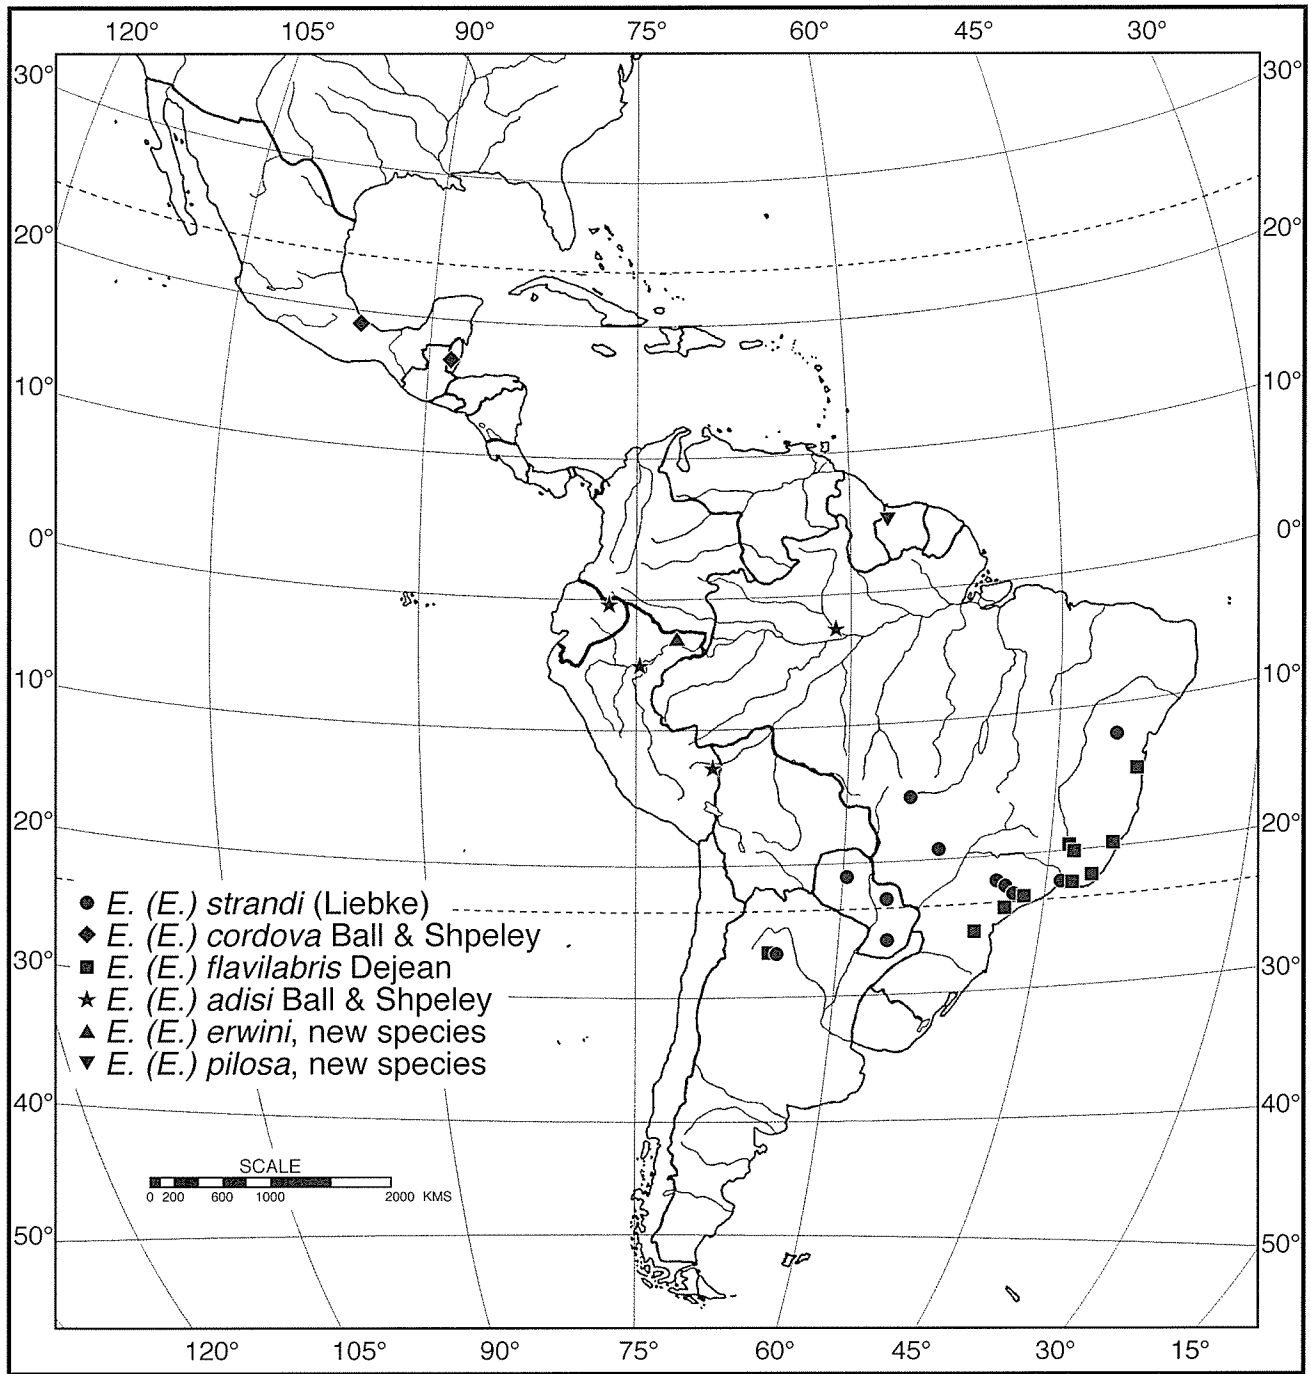 120° 105° 90° 75° 60° 45° 30°
30° 30°
20° 20°
10° 10°
0° 0°
10° 10°
20° 20°
E. (E.) strandi (Liebke)
E. (E.) cordova Ball & Shpeley
30° E. (E.) flavilabris Dejean 30°
E. (E.) adisi Ball & Shpeley
E. (E.) erwini, new species
E. (E.) pilosa, new species
40° 40°
SCALE
0 200 600 1000 2000 KMS
50° 50°
120° 105° 90° 75° 60° 45° 30° 15°